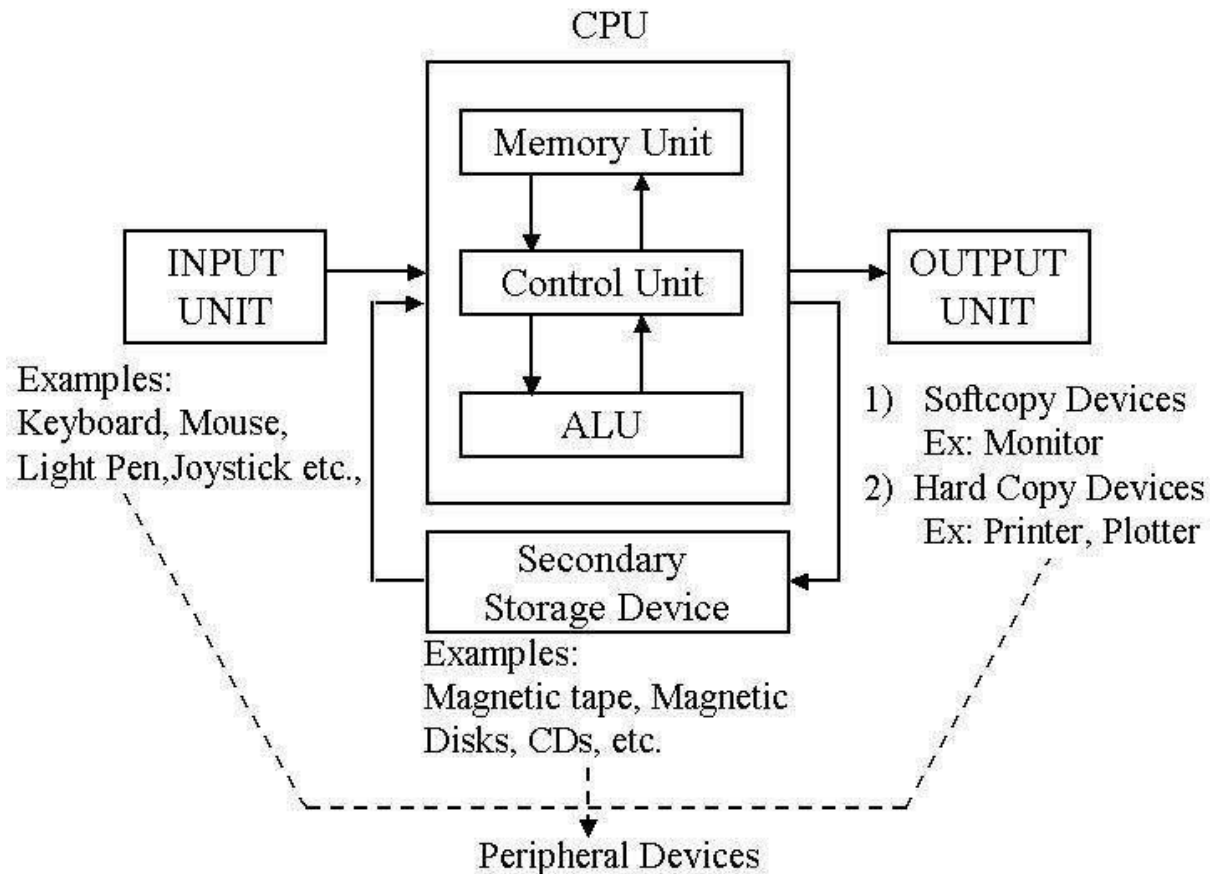 CPU
Memory Unit
INPUT
UNIT
Control Unit
OUTPUT
UNIT
ALU
Examples:
Keyboard, Mouse,
Light Pen,Joystick etc.,
1) Softcopy Devices
Ex: Monitor
2) Hard Copy Devices
Ex: Printer, Plotter
Secondary
Storage Device
Examples:
Magnetic tape, Magnetic
Disks, CDs, etc.
Peripheral Devices